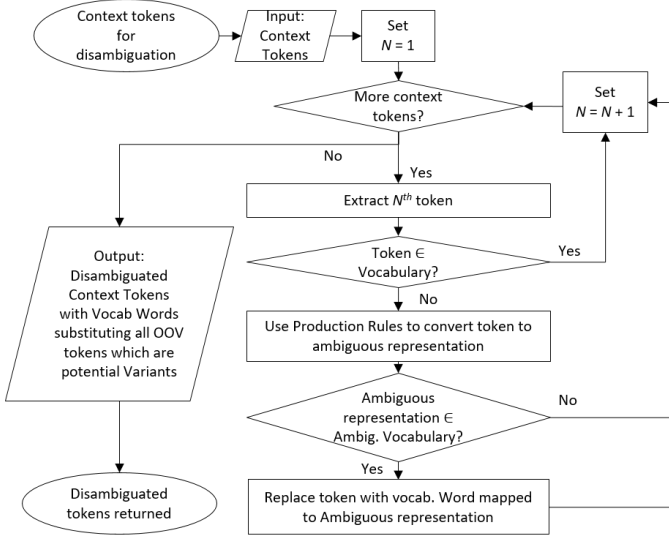 Context tokens
for
disambiguation
Input:
Context
Tokens
Set
N = 1
More context
tokens?
Set
N = N + 1
No
Yes
Extract Nth token
Token ∈
Vocabulary?
Yes
No
Output:
Disambiguated
Context Tokens
with Vocab Words
substituting all OOV
tokens which are
potential Variants
Use Production Rules to convert token to
ambiguous representation
Ambiguous
representation ∈
Ambig. Vocabulary?
No
Yes
Replace token with vocab. Word mapped
to Ambiguous representation
Disambiguated
tokens returned